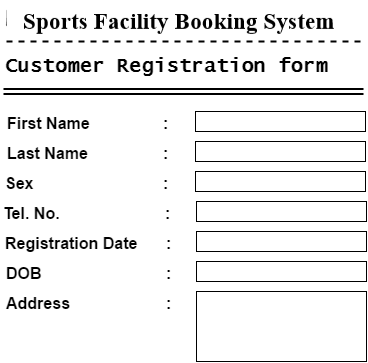 Sports Facility Booking System
Customer Registration form
First Name :
Last Name :
Sex :
Tel. No. :
Registration Date :
DOB :
Address :